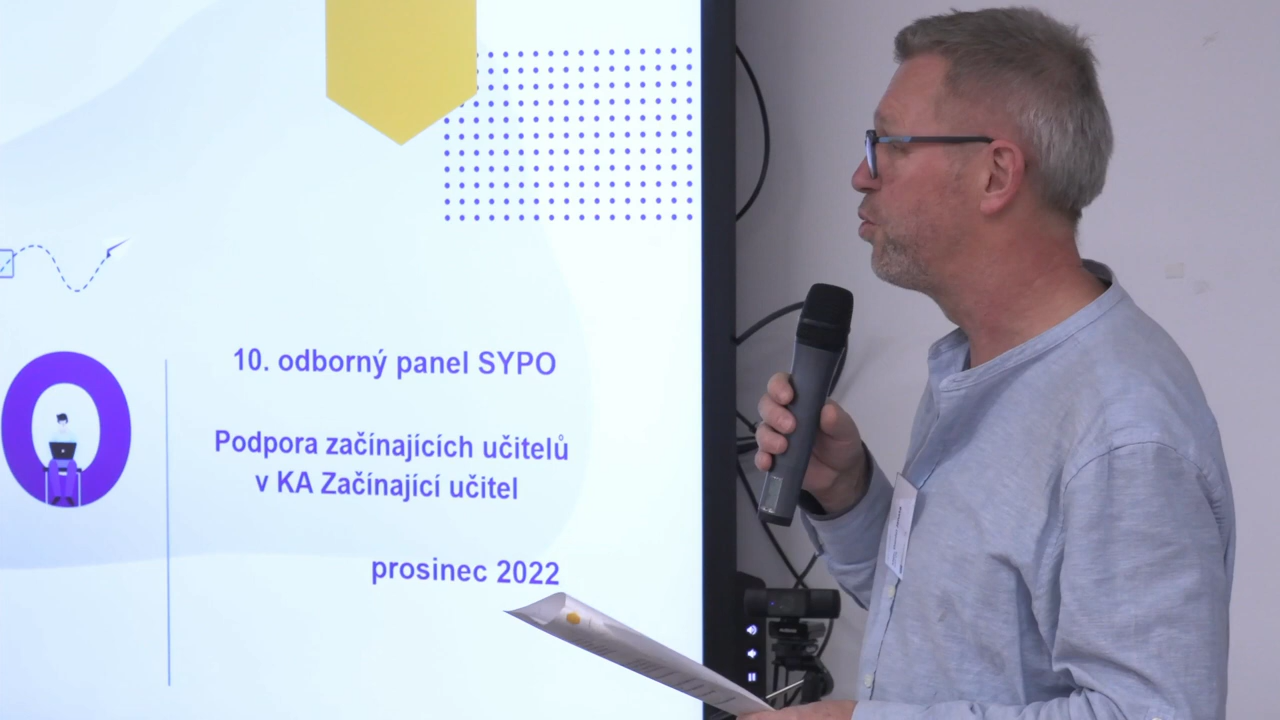 10. odborný panel SYPO
Podpora začínajících učitelů
v KA Začínající učitel
prosinec 2022